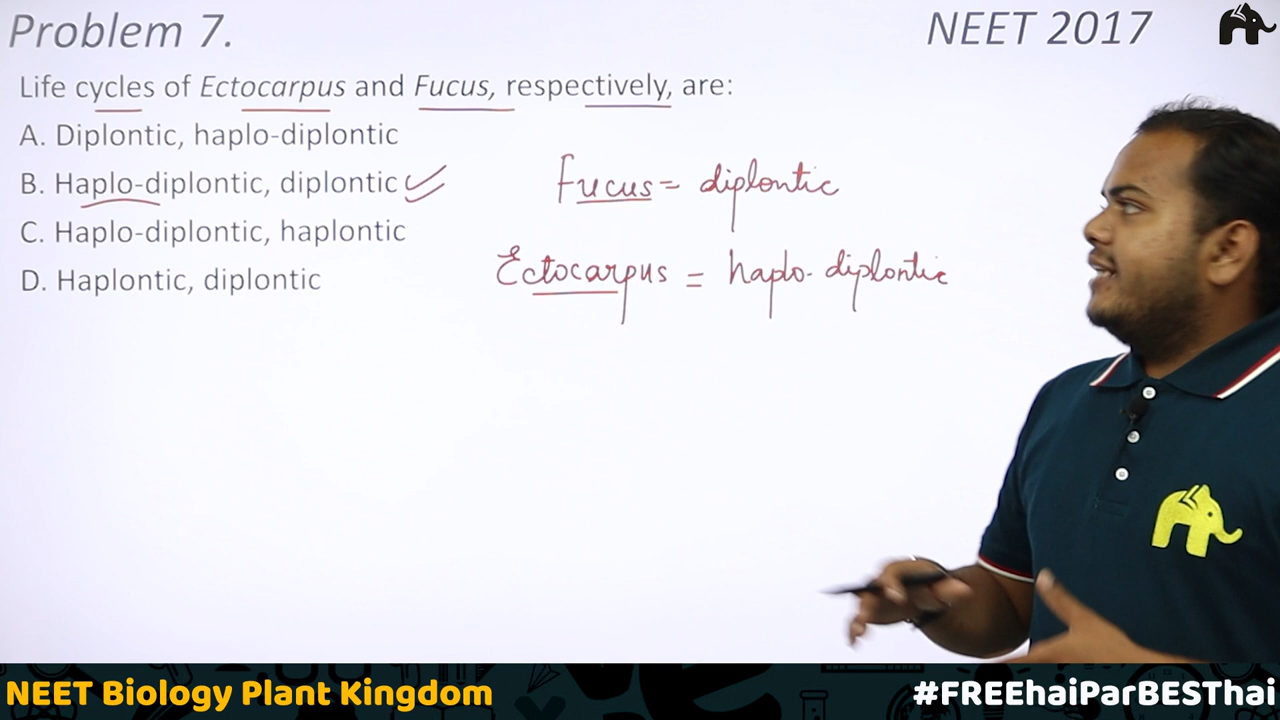 Problem 7.
NEET 2017
Life cycles of Ectocarpus and Fucus, respectively, are:
A. Diplontic, haplo-diplontic
B. Haplo-diplontic, diplontic
C. Haplo-diplontic, haplontic
D. Haplontic, diplontic
Fucus = diplontic
Ectocarpus = haplo-diplontic
NEET Biology Plant Kingdom
#FREEhaiParBESThai